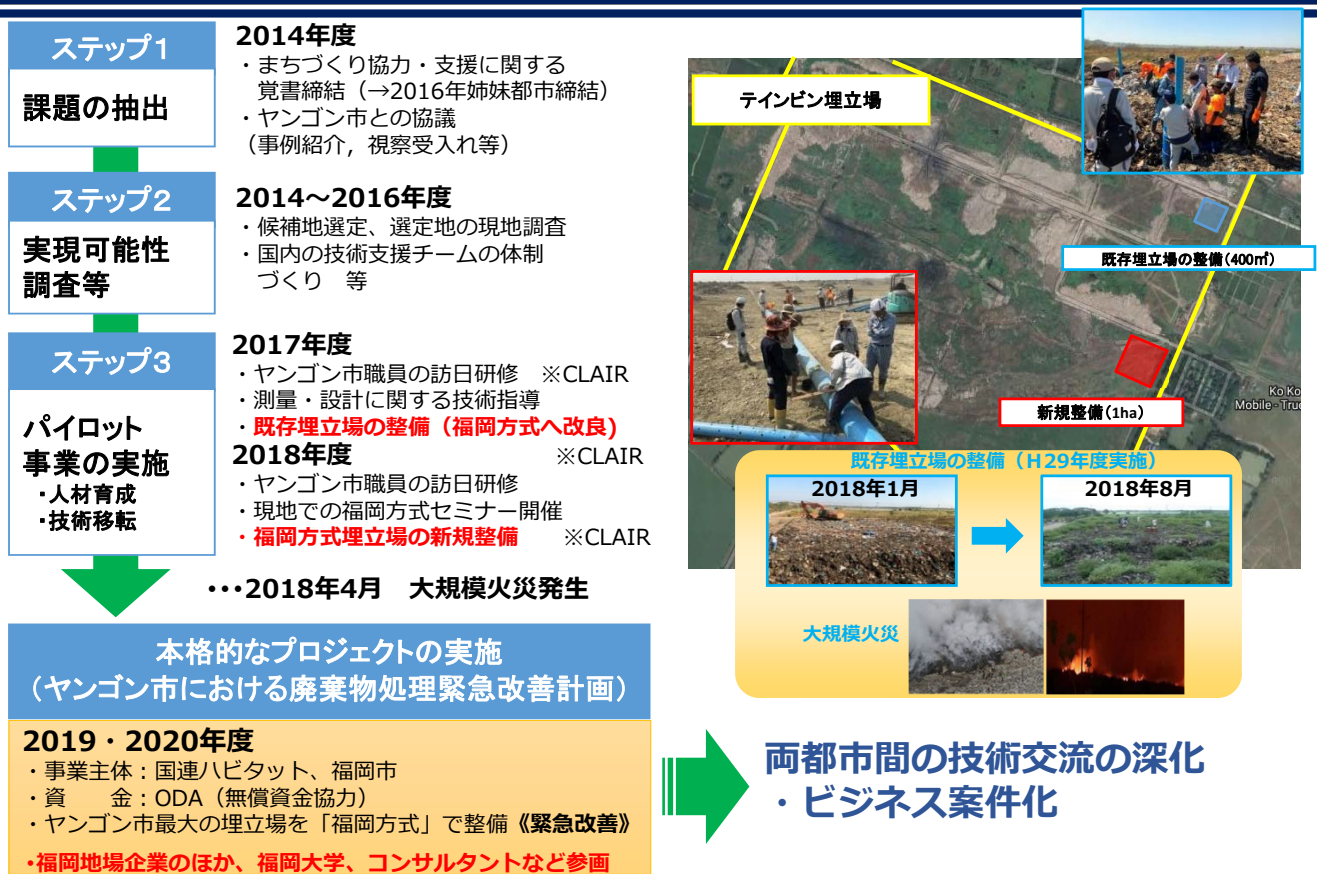 ステップ1
課題の抽出
2014年度
・まちづくり協力・支援に関する
覚書締結（→2016年姉妹都市締結）
・ヤンゴン市との協議
（事例紹介，視察受入れ等）
ステップ2
実現可能性
調査等
2014～2016年度
・候補地選定、選定地の現地調査
・国内の技術支援チームの体制
づくり　等
ステップ3
パイロット
事業の実施
・人材育成
・技術移転
2017年度
・ヤンゴン市職員の訪日研修　※CLAIR
・測量・設計に関する技術指導
・既存埋立場の整備（福岡方式へ改良)
2018年度　※CLAIR
・ヤンゴン市職員の訪日研修
・現地での福岡方式セミナー開催
・福岡方式埋立場の新規整備　※CLAIR
・・・2018年4月　大規模火災発生
本格的なプロジェクトの実施
（ヤンゴン市における廃棄物処理緊急改善計画）
2019・2020年度
・事業主体：国連ハビタット、福岡市
・資　　金：ODA（無償資金協力）
・ヤンゴン市最大の埋立場を「福岡方式」で整備《緊急改善》
・福岡地場企業のほか、福岡大学、コンサルタントなど参画
テインビン埋立場
既存埋立場の整備（400㎡）
新規整備（1ha）
Ko Ko
Mobile - True
既存埋立場の整備（Ｈ29年度実施）
2018年1月
2018年8月
大規模火災
両都市間の技術交流の深化
・ビジネス案件化